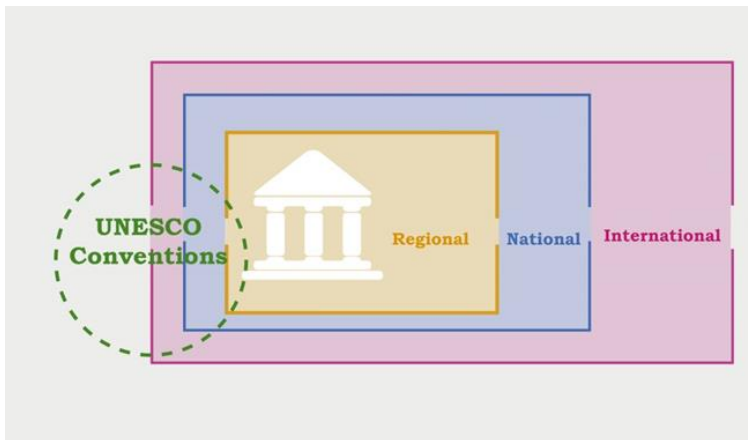 UNESCO
Conventions
Regional
National
International